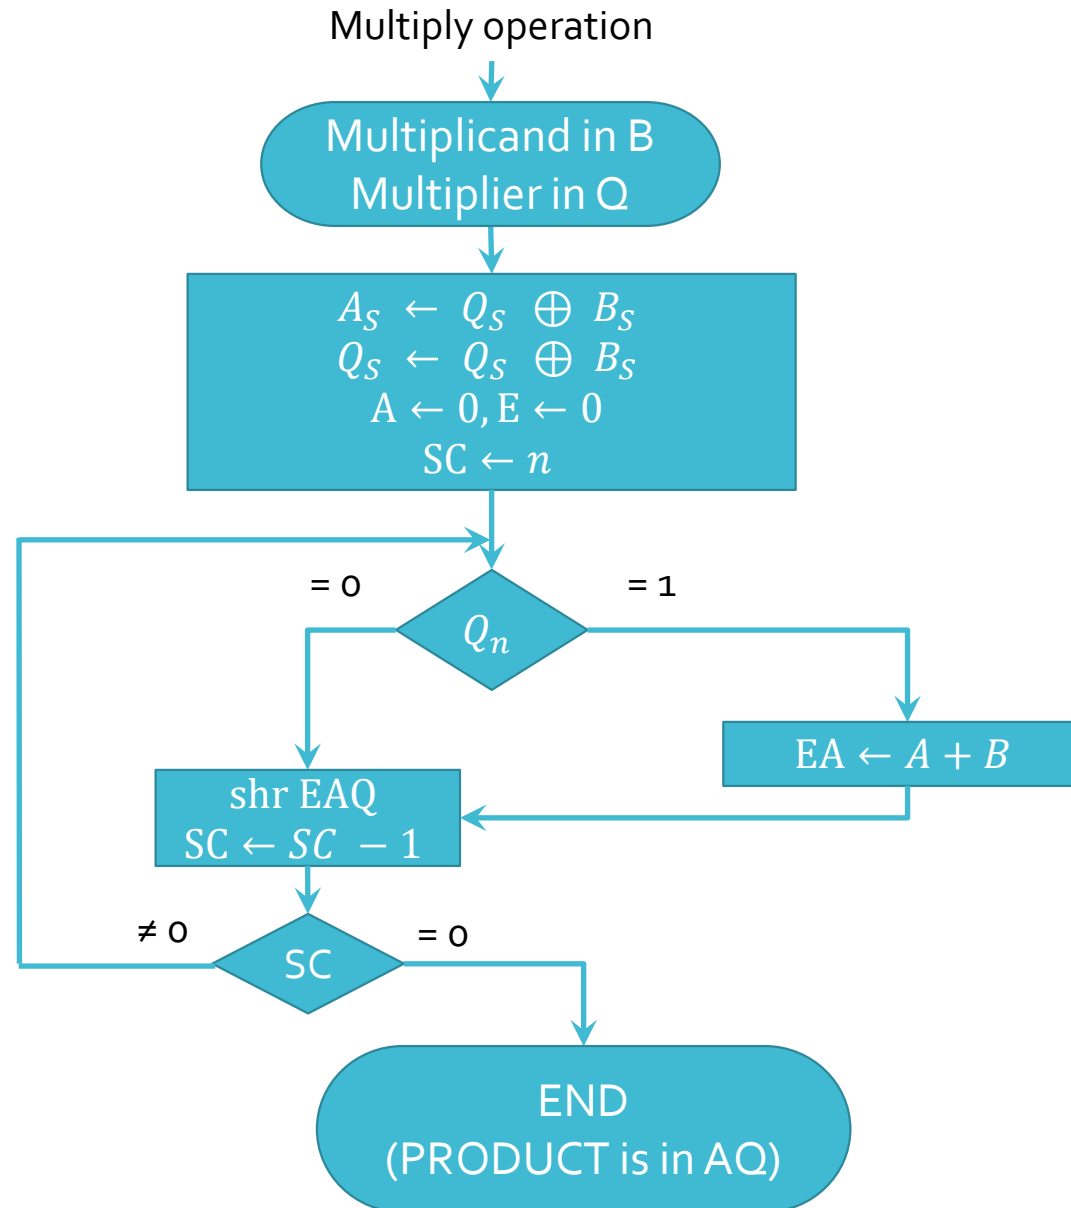 Multiply operation
Multiplicand in B
Multiplier in Q
A_S ← Q_S ⊕ B_S
Q_S ← Q_S ⊕ B_S
A ← 0, E ← 0
SC ← n
= 0
= 1
Q_n
EA ← A + B
shr EAQ
SC ← SC − 1
≠ 0
= 0
SC
END
(PRODUCT is in AQ)